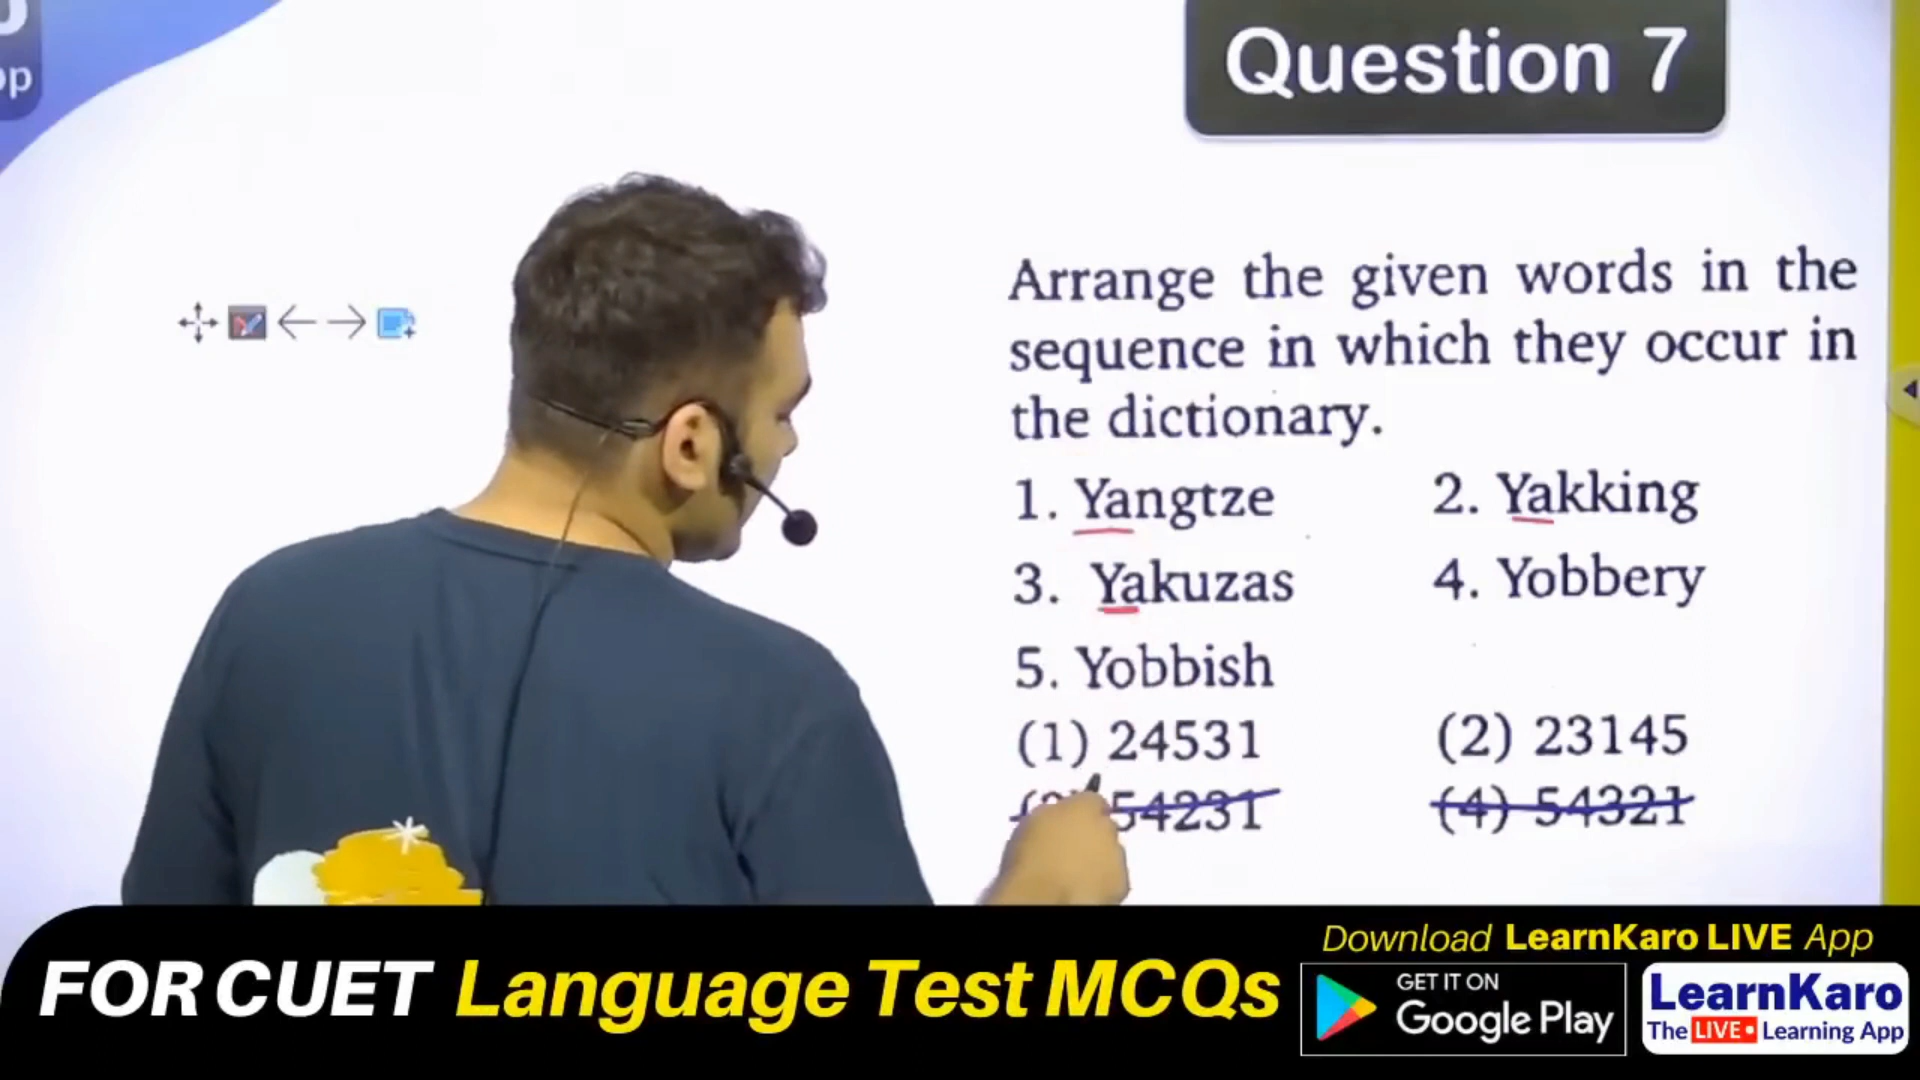 Question 7
Arrange the given words in the
sequence in which they occur in
the dictionary.
1. Yangtze 2. Yakking
3. Yakuzas 4. Yobbery
5. Yobbish
(1) 24531 (2) 23145
54231 (4) 54321
FOR CUET Language Test MCQs
Download LearnKaro LIVE App
GET IT ON
Google Play
LearnKaro
The LIVE Learning App